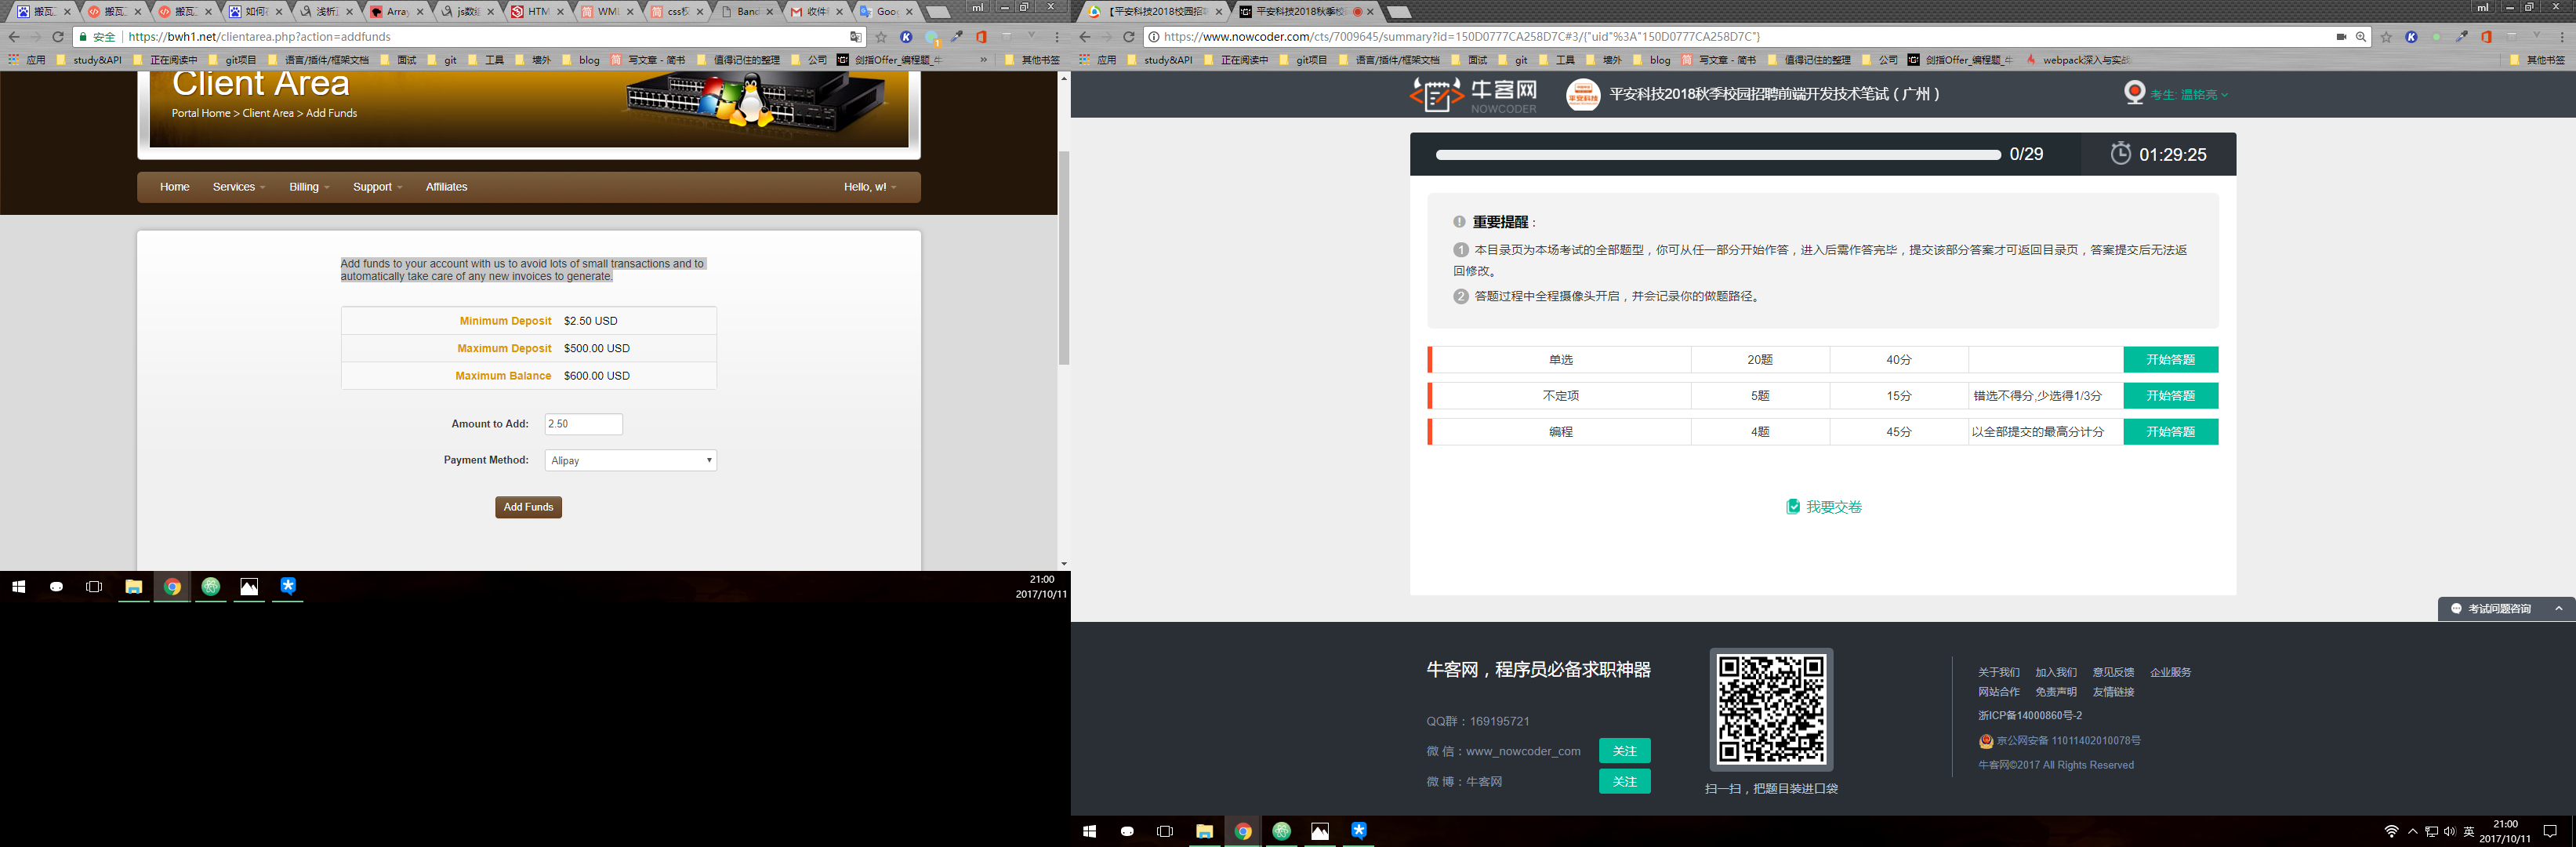 搬瓦
搬瓦
搬瓦
如何
浅析
Array
js数
HTM
WMI
css权
Band
收件
Goo
ml
安全
https://bwh1.net/clientarea.php?action=addfunds
应用
study&API
正在阅读中
git项目
语言/插件/框架文档
面试
git
工具
墙外
blog
写文章 - 简书
值得记住的整理
公司
剑指Offer_编程题_牛
其他书签
Client Area
Portal Home > Client Area > Add Funds
Home
Services
Billing
Support
Affiliates
Hello, w!
Add funds to your account with us to avoid lots of small transactions and to
automatically take care of any new invoices to generate.
Minimum Deposit $2.50 USD
Maximum Deposit $500.00 USD
Maximum Balance $600.00 USD
Amount to Add: 2.50
Payment Method: Alipay
Add Funds
21:00
2017/10/11
【平安科技2018校园招
平安科技2018秋季校
ml
https://www.nowcoder.com/cts/7009645/summary?id=150D0777CA258D7C#3/{"uid"%3A"150D0777CA258D7C"}
应用
study&API
正在阅读中
git项目
语言/插件/框架文档
面试
git
工具
墙外
blog
写文章 - 简书
值得记住的整理
公司
剑指Offer_编程题_牛
webpack深入与实战
其他书签
牛客网
NOWCODER
平安科技
平安科技2018秋季校园招聘前端开发技术笔试（广州）
考生: 温铭亮
0/29
01:29:25
重要提醒：
1 本目录页为本场考试的全部题型，你可从任一部分开始作答，进入后需作答完毕，提交该部分答案才可返回目录页，答案提交后无法返
回修改。
2 答题过程中全程摄像头开启，并会记录你的做题路径。
单选 20题 40分 开始答题
不定项 5题 15分 错选不得分,少选得1/3分 开始答题
编程 4题 45分 以全部提交的最高分计分 开始答题
我要交卷
考试问题咨询
牛客网，程序员必备求职神器
QQ群：169195721
微 信：www_nowcoder_com 关注
微 博：牛客网 关注
扫一扫，把题目装进口袋
关于我们 加入我们 意见反馈 企业服务
网站合作 免责声明 友情链接
浙ICP备14000860号-2
京公网安备 11011402010078号
牛客网©2017 All Rights Reserved
英
21:00
2017/10/11